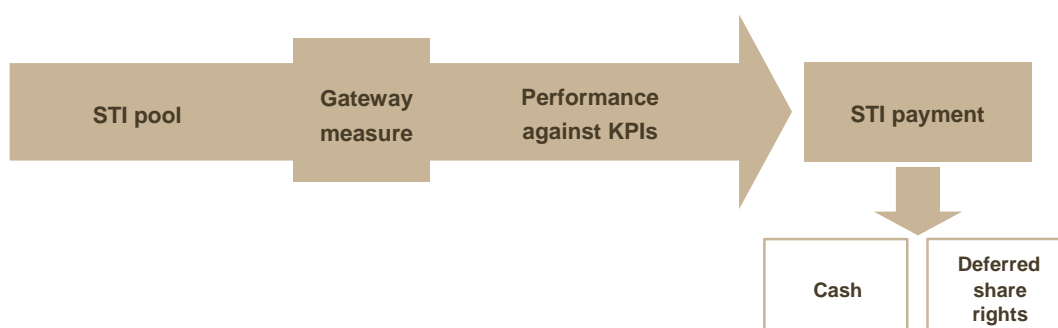 STI pool
Gateway
measure
Performance
against KPIs
STI payment
Cash
Deferred
share
rights